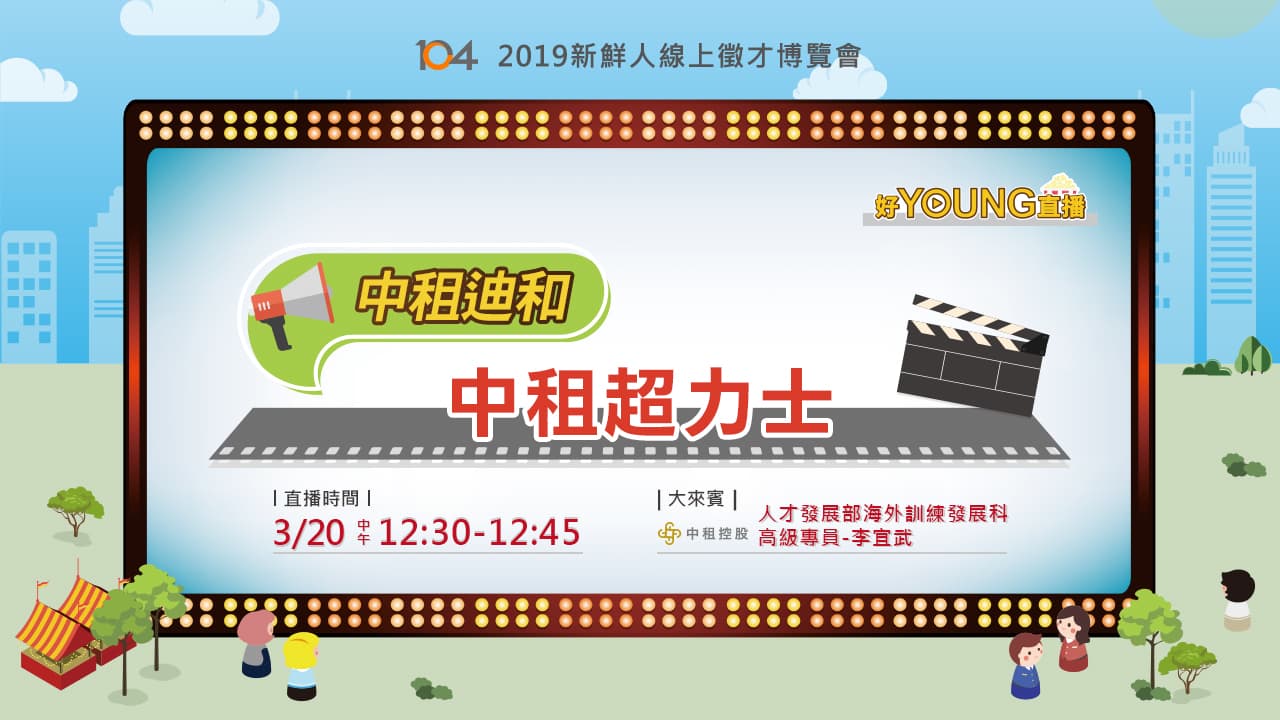 104 2019新鮮人線上徵才博覽會
好YOUNG直播
中租迪和
中租超力士
|直播時間|
3/20 中午 12:30-12:45
|大來賓|
中租控股
人才發展部海外訓練發展科
高級專員-李宜武